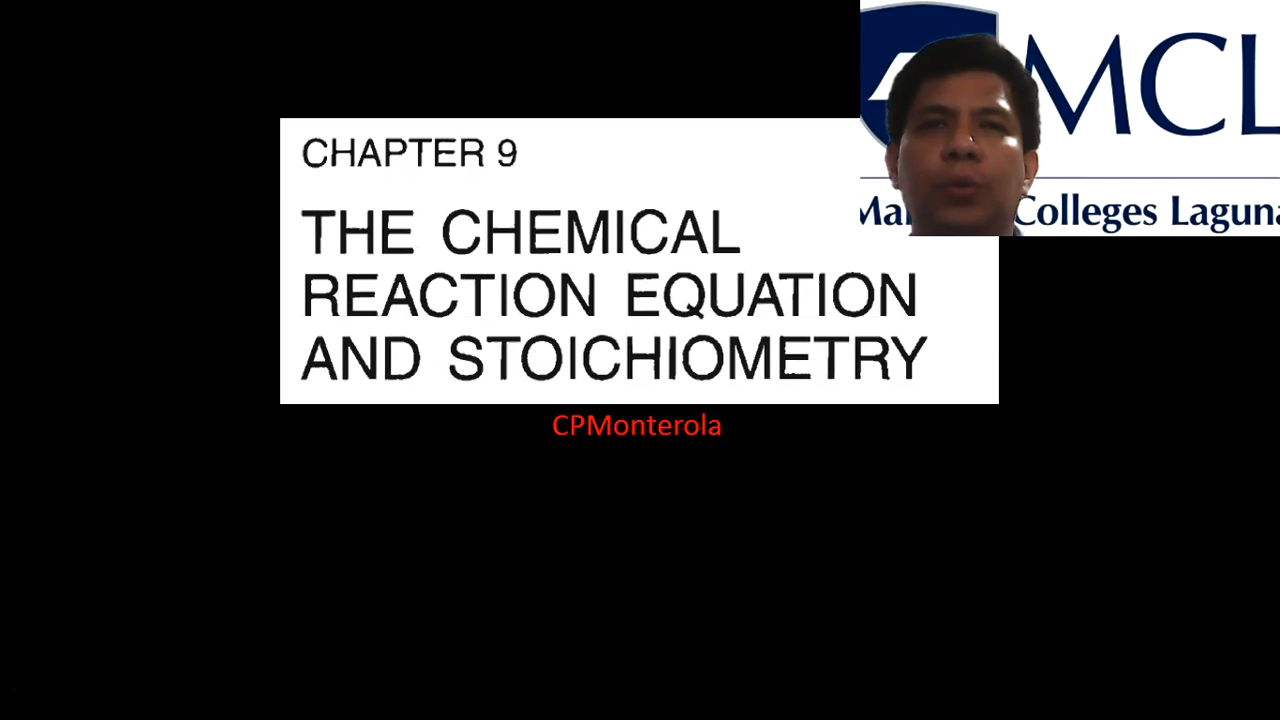 CHAPTER 9
THE CHEMICAL
REACTION EQUATION
AND STOICHIOMETRY
CPMonterola
MCL
Colleges Laguna